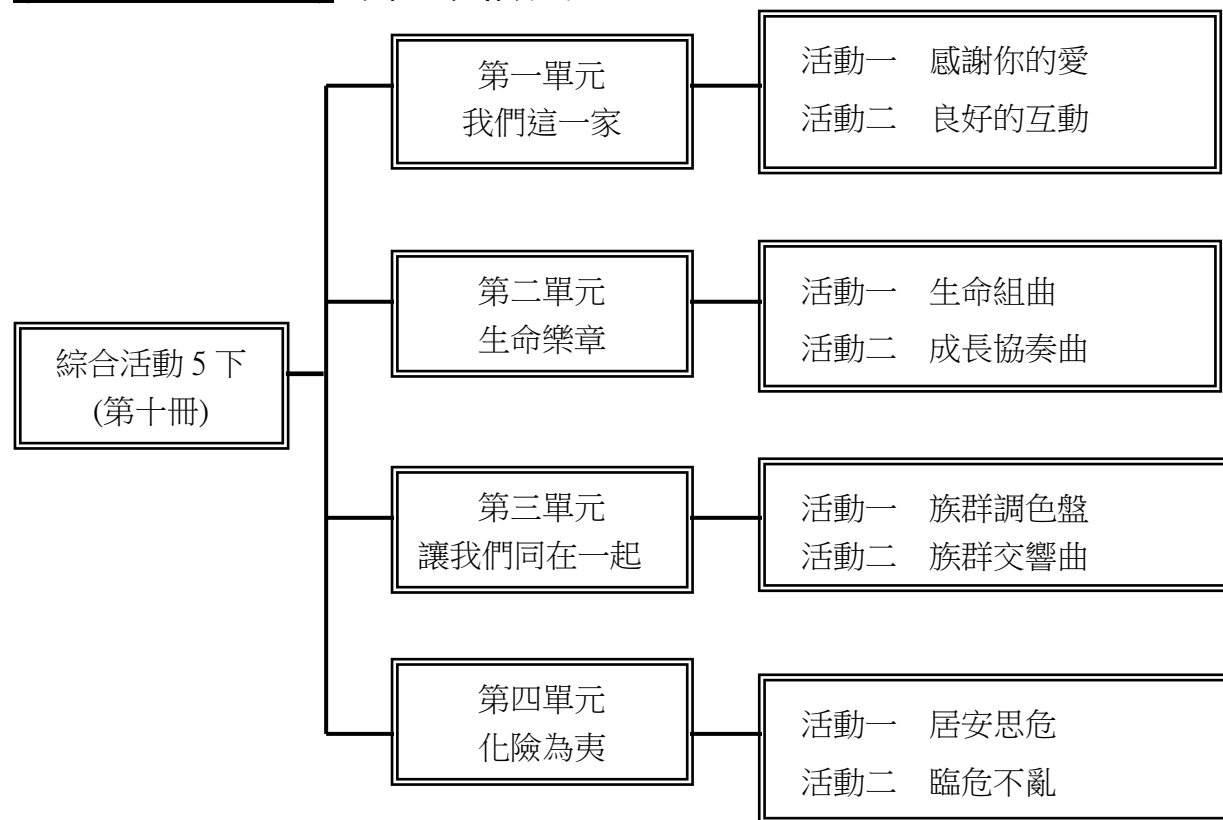 綜合活動 5 下
(第十冊)
第一單元
我們這一家
活動一　感謝你的愛
活動二　良好的互動
第二單元
生命樂章
活動一　生命組曲
活動二　成長協奏曲
第三單元
讓我們同在一起
活動一　族群調色盤
活動二　族群交響曲
第四單元
化險為夷
活動一　居安思危
活動二　臨危不亂